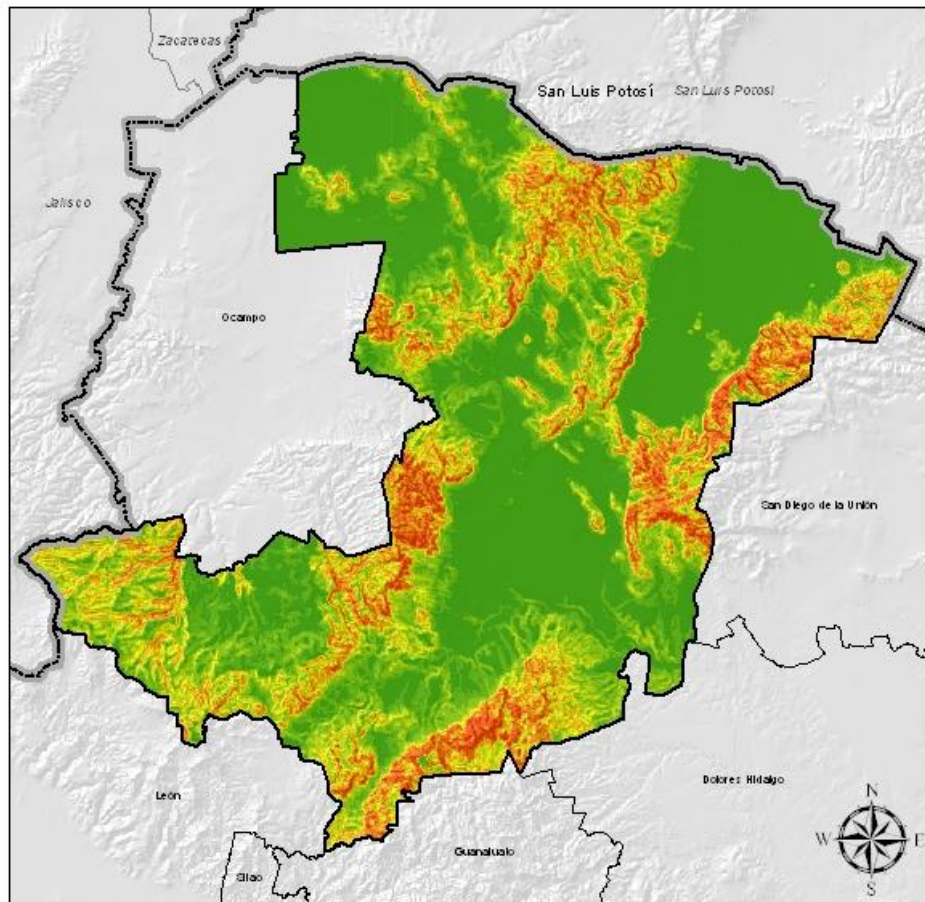 Zacatecas
San Luis Potosí San Luis Potosí
Jalisco
Ocampo
San Diego de la Unión
Dolores Hidalgo
León
Guanajuato
Silao
N
W E
S